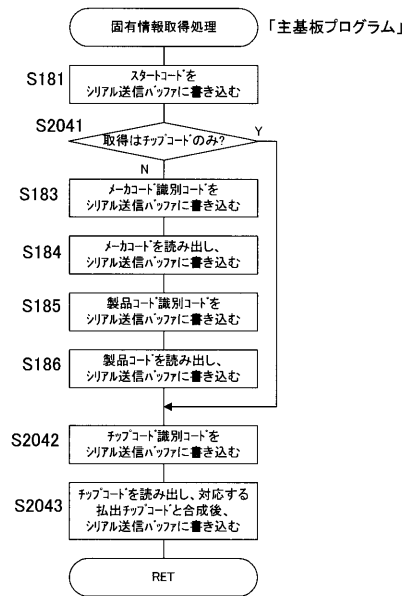 固有情報取得処理
「主基板プログラム」
S181
スタートコードを
シリアル送信バッファに書き込む
S2041
取得はチップコードのみ?
Y
N
S183
メーカコード識別コードを
シリアル送信バッファに書き込む
S184
メーカコードを読み出し、
シリアル送信バッファに書き込む
S185
製品コード識別コードを
シリアル送信バッファに書き込む
S186
製品コードを読み出し、
シリアル送信バッファに書き込む
S2042
チップコード識別コードを
シリアル送信バッファに書き込む
S2043
チップコードを読み出し、対応する
払出チップコードと合成後、
シリアル送信バッファに書き込む
RET